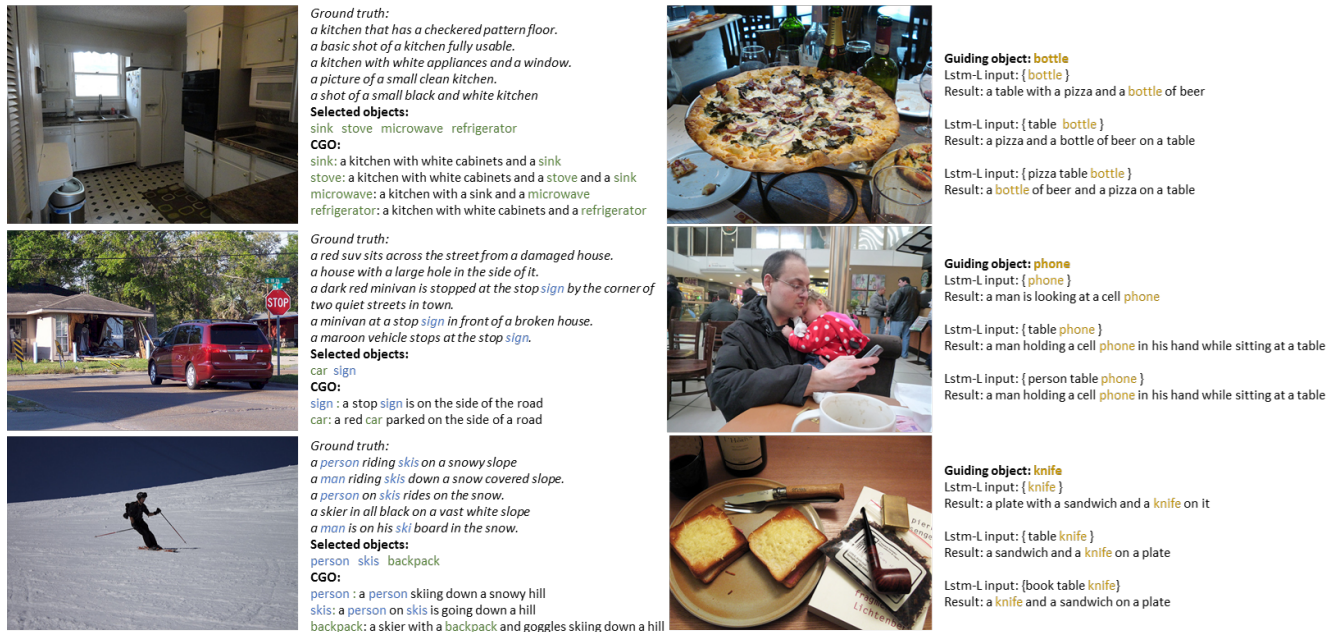 Ground truth:
a kitchen that has a checkered pattern floor.
a basic shot of a kitchen fully usable.
a kitchen with white appliances and a window.
a picture of a small clean kitchen.
a shot of a small black and white kitchen
Selected objects:
sink stove microwave refrigerator
CGO:
sink: a kitchen with white cabinets and a sink
stove: a kitchen with white cabinets and a stove and a sink
microwave: a kitchen with a sink and a microwave
refrigerator: a kitchen with white cabinets and a refrigerator
Guiding object: bottle
Lstm-L input: { bottle }
Result: a table with a pizza and a bottle of beer
Lstm-L input: { table bottle }
Result: a pizza and a bottle of beer on a table
Lstm-L input: { pizza table bottle }
Result: a bottle of beer and a pizza on a table
STOP
Ground truth:
a red suv sits across the street from a damaged house.
a house with a large hole in the side of it.
a dark red minivan is stopped at the stop sign by the corner of
two quiet streets in town.
a minivan at a stop sign in front of a broken house.
a maroon vehicle stops at the stop sign.
Selected objects:
car sign
CGO:
sign : a stop sign is on the side of the road
car: a red car parked on the side of a road
Guiding object: phone
Lstm-L input: { phone }
Result: a man is looking at a cell phone
Lstm-L input: { table phone }
Result: a man holding a cell phone in his hand while sitting at a table
Lstm-L input: { person table phone }
Result: a man holding a cell phone in his hand while sitting at a table
Ground truth:
a person riding skis on a snowy slope
a man riding skis down a snow covered slope.
a person on skis rides on the snow.
a skier in all black on a vast white slope
a man is on his ski board in the snow.
Selected objects:
person skis backpack
CGO:
person : a person skiing down a snowy hill
skis: a person on skis is going down a hill
backpack: a skier with a backpack and goggles skiing down a hill
Lichtenb
Guiding object: knife
Lstm-L input: { knife }
Result: a plate with a sandwich and a knife on it
Lstm-L input: { table knife }
Result: a sandwich and a knife on a plate
Lstm-L input: {book table knife}
Result: a knife and a sandwich on a plate